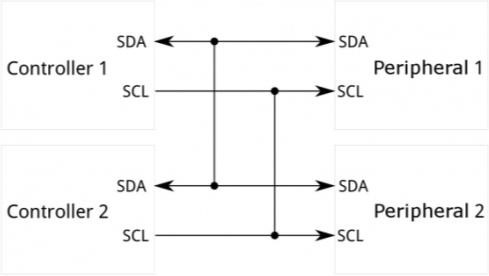 SDA
SDA
Controller 1
Peripheral 1
SCL
SCL
SDA
SDA
Controller 2
Peripheral 2
SCL
SCL